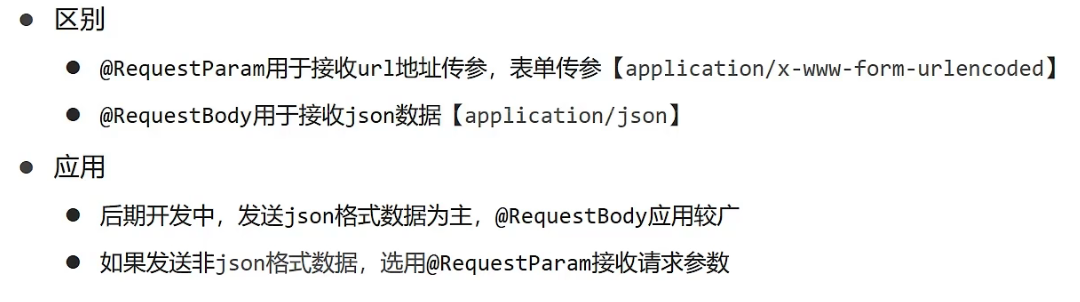 区别
@RequestParam用于接收url地址传参，表单传参【application/x-www-form-urlencoded】
@RequestBody用于接收json数据【application/json】
应用
后期开发中，发送json格式数据为主，@RequestBody应用较广
如果发送非json格式数据，选用@RequestParam接收请求参数